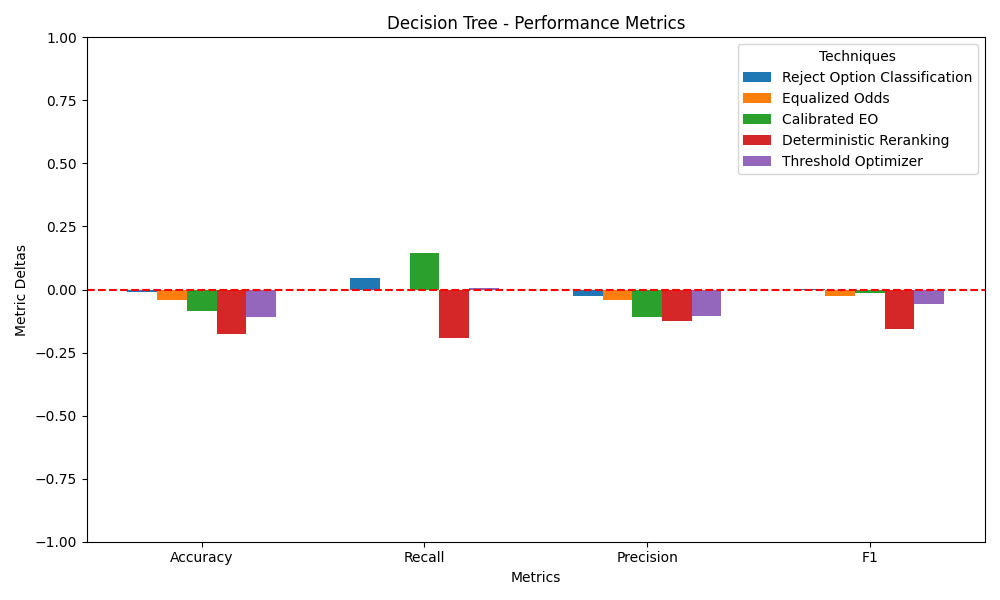 Decision Tree - Performance Metrics
Techniques
Reject Option Classification
Equalized Odds
Calibrated EO
Deterministic Reranking
Threshold Optimizer
Metric Deltas
1.00
0.75
0.50
0.25
0.00
−0.25
−0.50
−0.75
−1.00
Accuracy
Recall
Precision
F1
Metrics